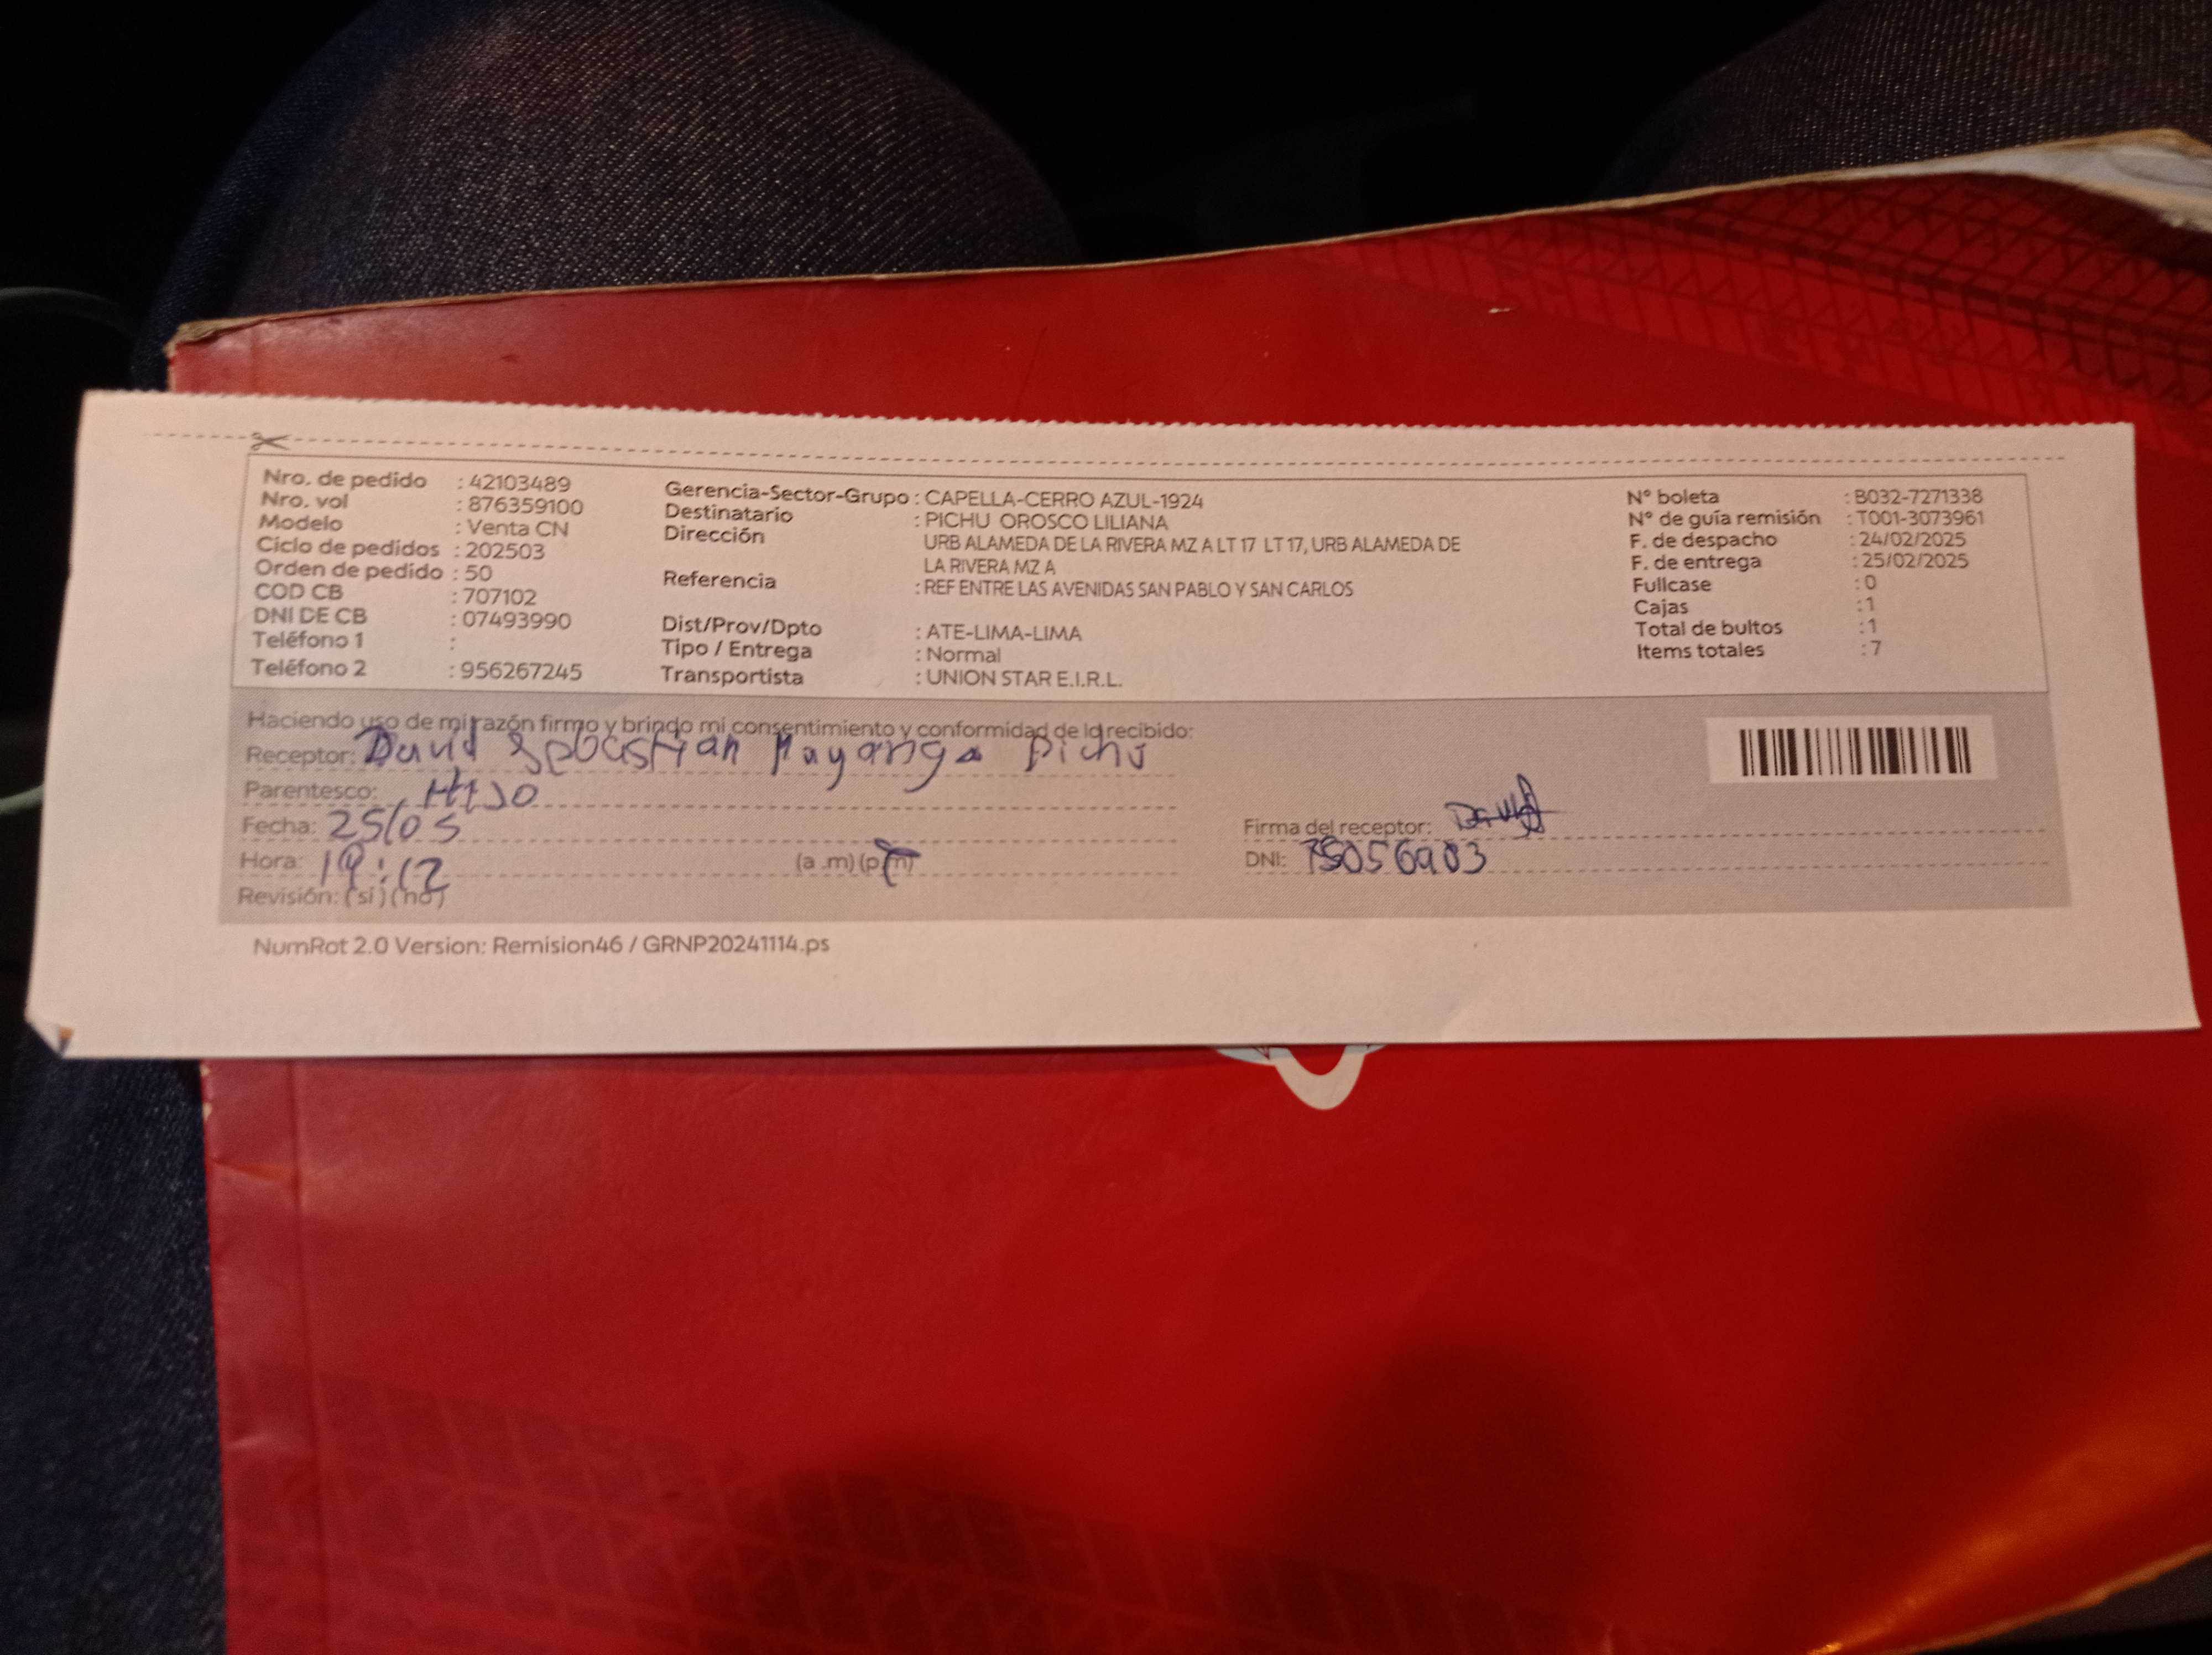 Nro. de pedido : 42103489
Nro. vol : 876359100
Modelo : Venta CN
Ciclo de pedidos : 202503
Orden de pedido : 50
COD CB : 707102
DNI DE CB : 07493990
Teléfono 1 :
Teléfono 2 : 956267245
Gerencia-Sector-Grupo : CAPELLA-CERRO AZUL-1924
Destinatario : PICHU OROSCO LILIANA
Dirección URB ALAMEDA DE LA RIVERA MZ A LT 17 LT 17, URB ALAMEDA DE
LA RIVERA MZ A
Referencia : REF ENTRE LAS AVENIDAS SAN PABLO Y SAN CARLOS
Dist/Prov/Dpto : ATE-LIMA-LIMA
Tipo / Entrega : Normal
Transportista : UNION STAR E.I.R.L.
N° boleta : B032-7271338
N° de guía remisión : T001-3073961
F. de despacho : 24/02/2025
F. de entrega : 25/02/2025
Fullcase : 0
Cajas : 1
Total de bultos : 1
Items totales : 7
Haciendo uso de mi razón firmo y brindo mi consentimiento y conformidad de lo recibido:
Receptor: David Sebastian Mayanga Pichu
Parentesco: HIJO
Fecha: 25/05
Hora: 19:12 (a .m) (p.m)
Revisión: (si) (no)
Firma del receptor: David
DNI:
NumRot 2.0 Version: Remision46 / GRNP20241114.ps